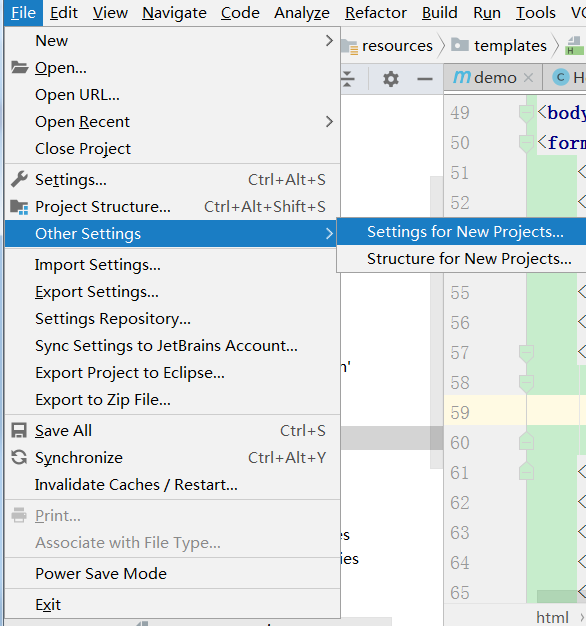 File Edit View Navigate Code Analyze Refactor Build Run Tools
New
resources templates
Open...
demo
Open URL...
Open Recent
49 <body
Close Project
50 <form
51 <
Settings... Ctrl+Alt+S
52 <
Project Structure... Ctrl+Alt+Shift+S
Other Settings
Settings for New Projects...
Structure for New Projects...
Import Settings...
Export Settings...
55 <
Settings Repository...
56 <
Sync Settings to JetBrains Account...
57 <
Export Project to Eclipse...
58
Export to Zip File...
59
Save All Ctrl+S
60
Synchronize Ctrl+Alt+Y
61 <
Invalidate Caches / Restart...
62 <
Print...
63 <
Associate with File Type...
64 <
Power Save Mode
65 <
Exit
html